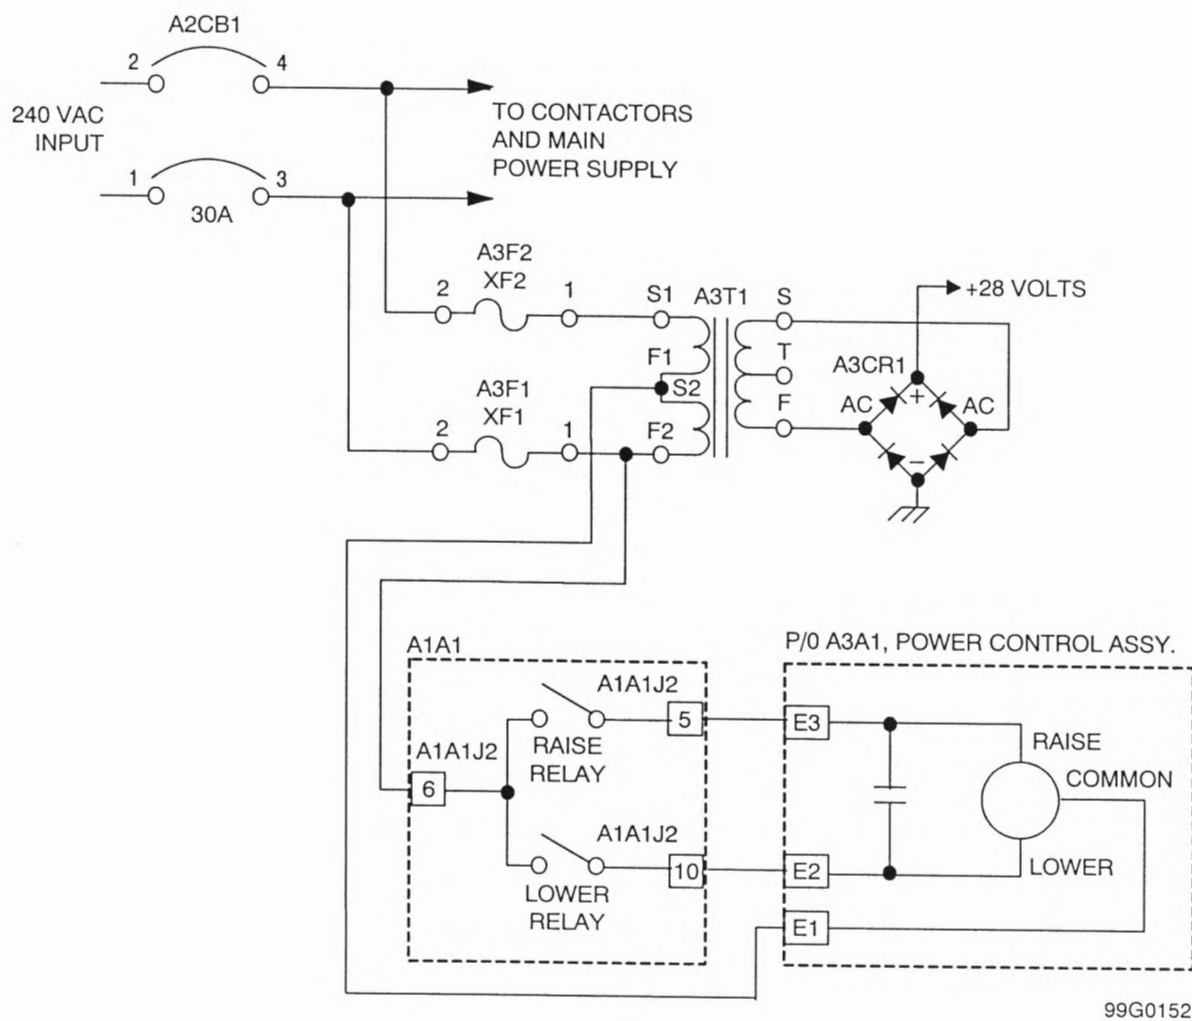 A2CB1
2
4
240 VAC
INPUT
TO CONTACTORS
AND MAIN
POWER SUPPLY
1
3
30A
A3F2
XF2
2
1
S1
A3T1
S
+28 VOLTS
F1
T
A3CR1
S2
A3F1
XF1
F
AC
+
AC
2
1
F2
−
A1A1
P/0 A3A1, POWER CONTROL ASSY.
A1A1J2
5
E3
RAISE
RELAY
RAISE
A1A1J2
6
COMMON
A1A1J2
10
E2
LOWER
LOWER
RELAY
E1
99G0152